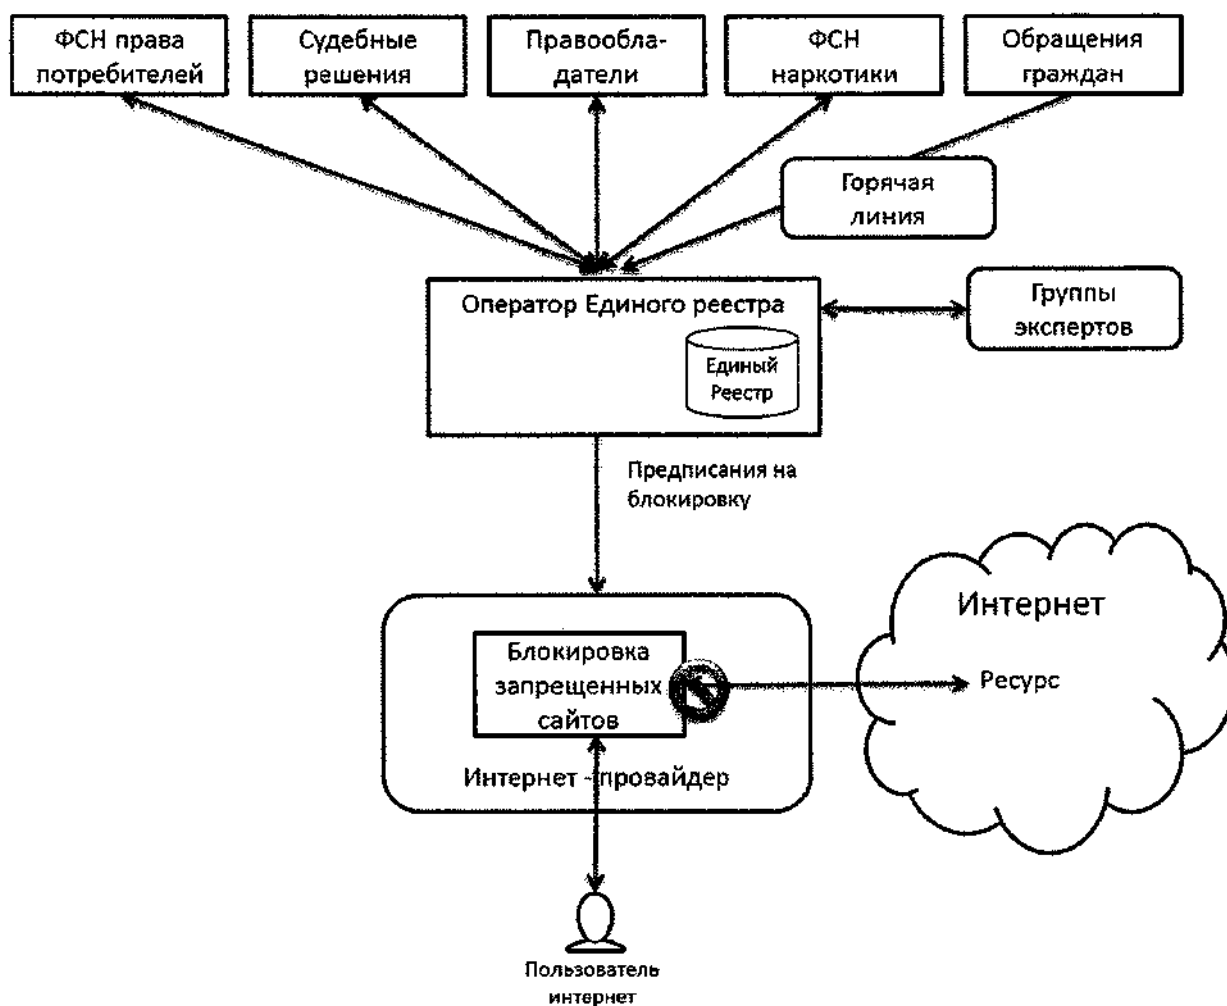 ФСН права
потребителей
Судебные
решения
Правообла-
датели
ФСН
наркотики
Обращения
граждан
Горячая
линия
Оператор Единого реестра
Группы
экспертов
Единый
Реестр
Предписания на
блокировку
Интернет
Блокировка
запрещенных
сайтов
Ресурс
Интернет - провайдер
Пользователь
интернет